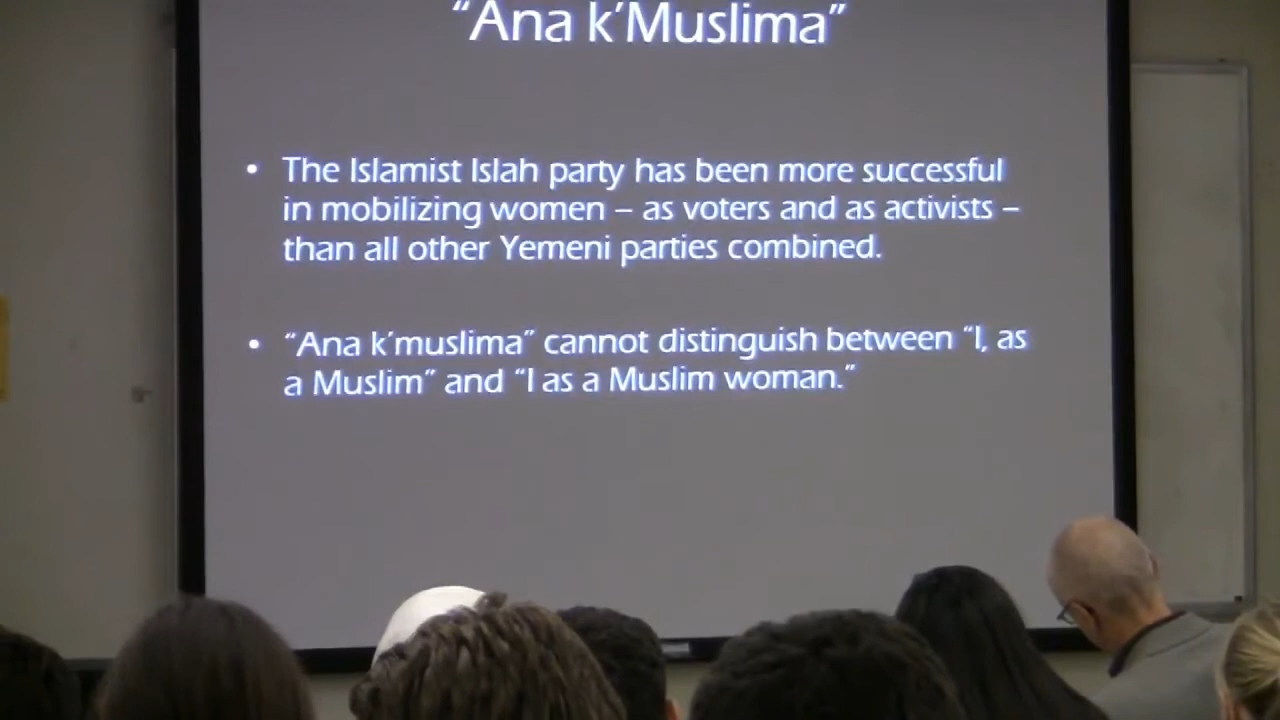 “Ana k’Muslima”
• The Islamist Islah party has been more successful
in mobilizing women – as voters and as activists –
than all other Yemeni parties combined.
• “Ana k’muslima” cannot distinguish between “I, as
a Muslim” and “I as a Muslim woman.”